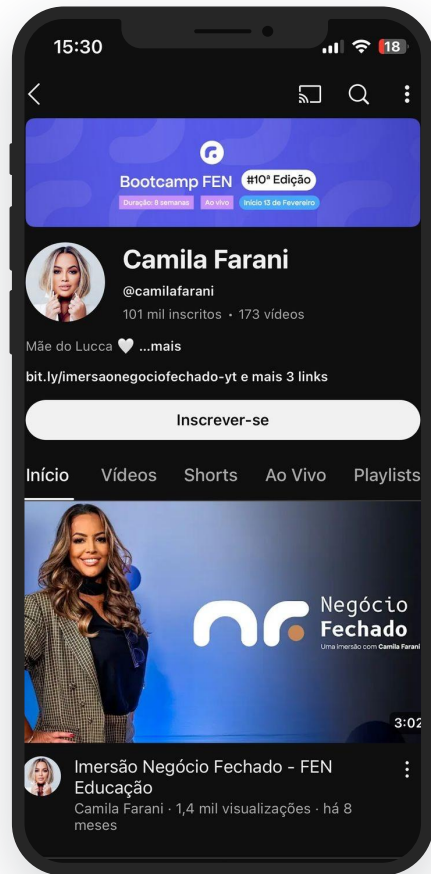 15:30
18
Bootcamp FEN #10ª Edição
Duração: 9 semanas Ao vivo Início 13 de Fevereiro
Camila Farani
@camilafarani
101 mil inscritos • 173 vídeos
Mãe do Lucca 🤍 ...mais
bit.ly/imersaonegociofechado-yt e mais 3 links
Inscrever-se
Início Vídeos Shorts Ao Vivo Playlists
Negócio
Fechado
Uma imersão com Camila Farani
3:02
Imersão Negócio Fechado - FEN
Educação
Camila Farani · 1,4 mil visualizações · há 8
meses